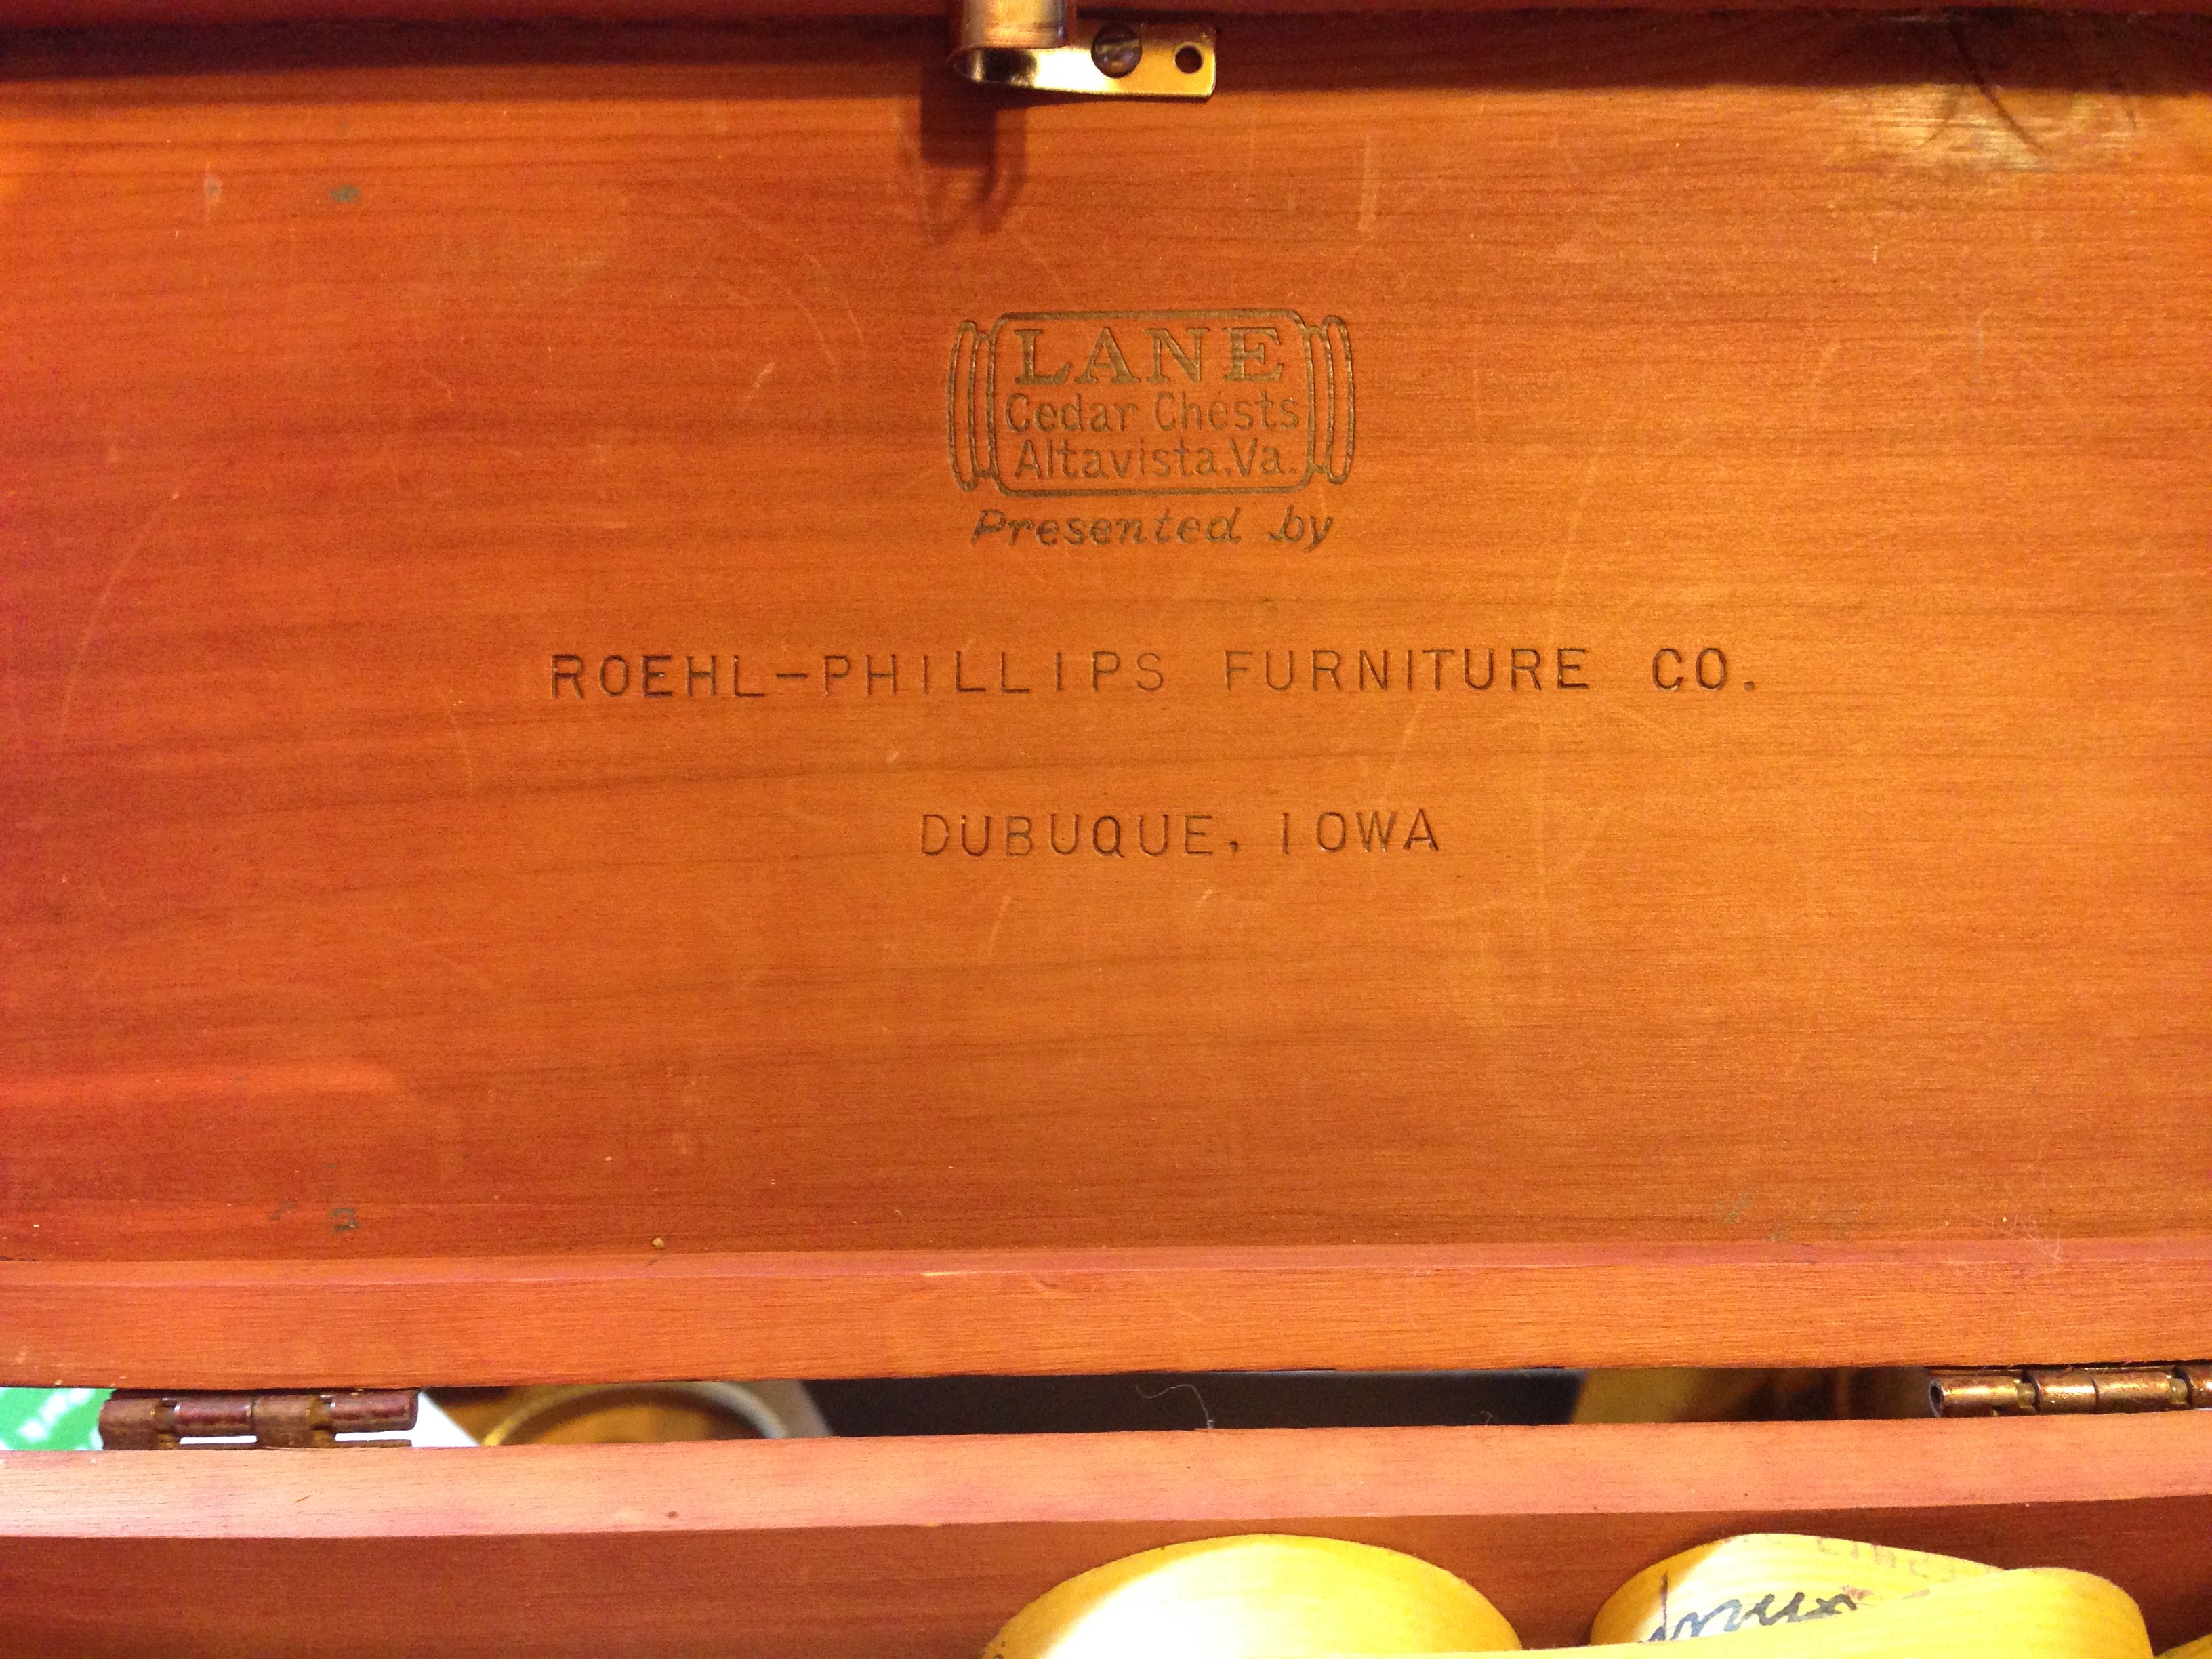 LANE
Cedar Chests
Altavista, Va.
Presented by
ROEHL-PHILLIPS FURNITURE CO.
DUBUQUE, IOWA